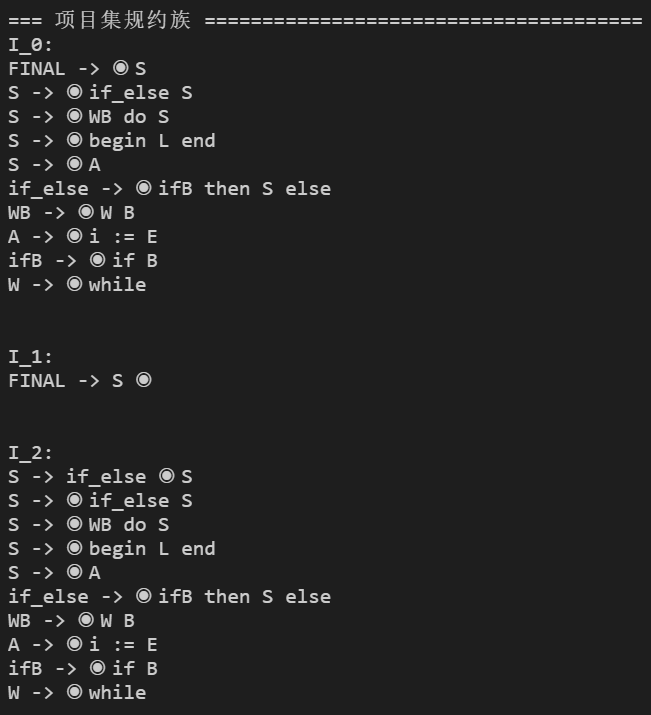 === 项目集规约族 ======================================
I_0:
FINAL -> ◉ S
S -> ◉ if_else S
S -> ◉ WB do S
S -> ◉ begin L end
S -> ◉ A
if_else -> ◉ ifB then S else
WB -> ◉ W B
A -> ◉ i := E
ifB -> ◉ if B
W -> ◉ while
I_1:
FINAL -> S ◉
I_2:
S -> if_else ◉ S
S -> ◉ if_else S
S -> ◉ WB do S
S -> ◉ begin L end
S -> ◉ A
if_else -> ◉ ifB then S else
WB -> ◉ W B
A -> ◉ i := E
ifB -> ◉ if B
W -> ◉ while